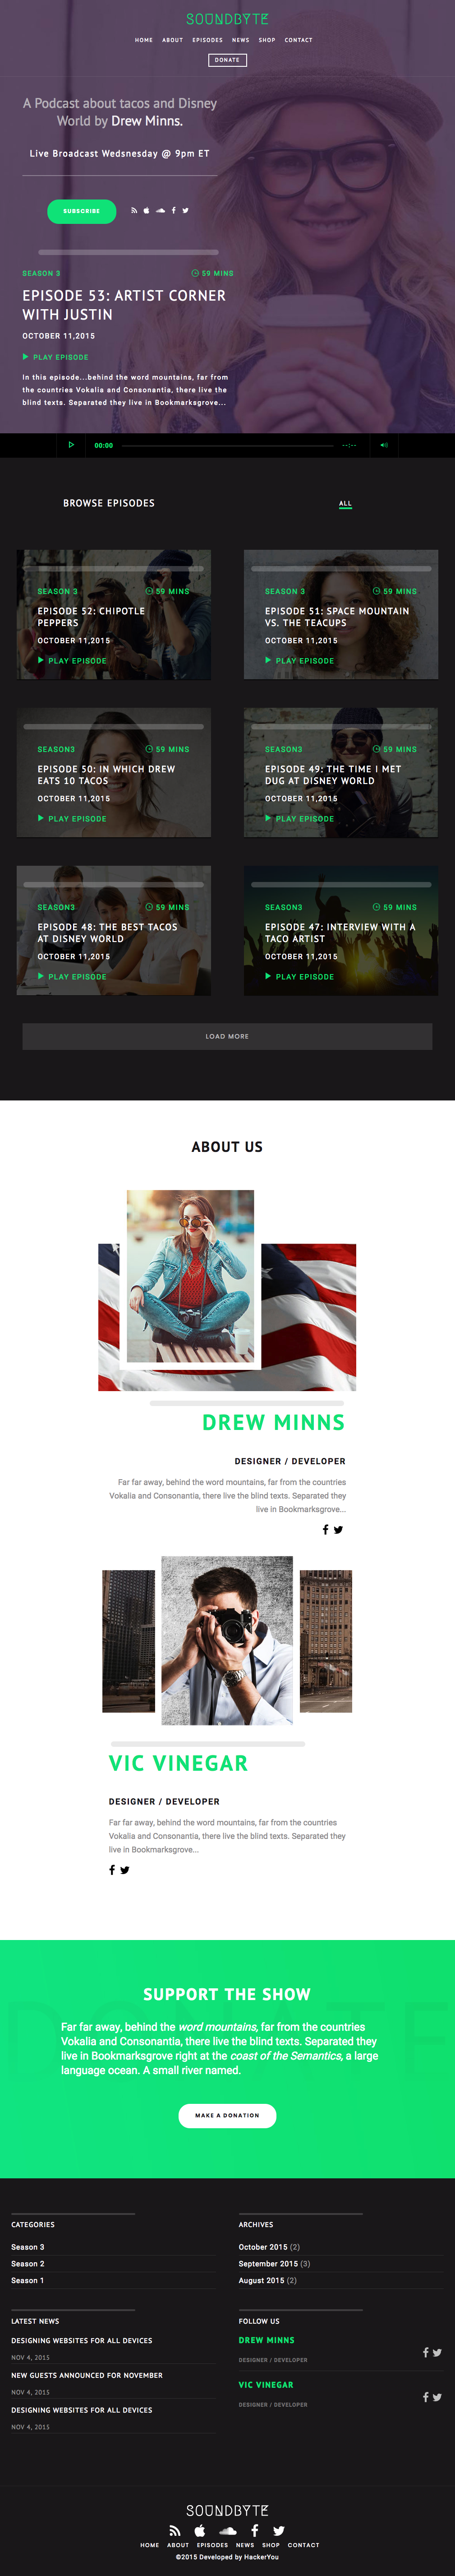 SOUNDBYTE
HOME ABOUT EPISODES NEWS SHOP CONTACT
DONATE
A Podcast about tacos and Disney
World by Drew Minns.
Live Broadcast Wednsesday @ 9pm ET
SUBSCRIBE
SEASON 3 59 MINS
EPISODE 53: ARTIST CORNER
WITH JUSTIN
OCTOBER 11,2015
PLAY EPISODE
In this episode...behind the word mountains, far from
the countries Vokalia and Consonantia, there live the
blind texts. Separated they live in Bookmarksgrove...
00:00 --:--
BROWSE EPISODES ALL
SEASON 3 59 MINS
EPISODE 52: CHIPOTLE
PEPPERS
OCTOBER 11,2015
PLAY EPISODE
SEASON 3 59 MINS
EPISODE 51: SPACE MOUNTAIN
VS. THE TEACUPS
OCTOBER 11,2015
PLAY EPISODE
SEASON3 59 MINS
EPISODE 50: IN WHICH DREW
EATS 10 TACOS
OCTOBER 11,2015
PLAY EPISODE
SEASON3 59 MINS
EPISODE 49: THE TIME I MET
DUG AT DISNEY WORLD
OCTOBER 11,2015
PLAY EPISODE
SEASON3 59 MINS
EPISODE 48: THE BEST TACOS
AT DISNEY WORLD
OCTOBER 11,2015
PLAY EPISODE
SEASON3 59 MINS
EPISODE 47: INTERVIEW WITH A
TACO ARTIST
OCTOBER 11,2015
PLAY EPISODE
LOAD MORE
ABOUT US
DREW MINNS
DESIGNER / DEVELOPER
Far far away, behind the word mountains, far from the countries
Vokalia and Consonantia, there live the blind texts. Separated they
live in Bookmarksgrove...
VIC VINEGAR
DESIGNER / DEVELOPER
Far far away, behind the word mountains, far from the countries
Vokalia and Consonantia, there live the blind texts. Separated they
live in Bookmarksgrove...
SUPPORT THE SHOW
Far far away, behind the word mountains, far from the countries
Vokalia and Consonantia, there live the blind texts. Separated they
live in Bookmarksgrove right at the coast of the Semantics, a large
language ocean. A small river named.
MAKE A DONATION
CATEGORIES
Season 3
Season 2
Season 1
ARCHIVES
October 2015 (2)
September 2015 (3)
August 2015 (2)
LATEST NEWS
DESIGNING WEBSITES FOR ALL DEVICES
NOV 4, 2015
NEW GUESTS ANNOUNCED FOR NOVEMBER
NOV 4, 2015
DESIGNING WEBSITES FOR ALL DEVICES
NOV 4, 2015
FOLLOW US
DREW MINNS
DESIGNER / DEVELOPER
VIC VINEGAR
DESIGNER / DEVELOPER
SOUNDBYTE
HOME ABOUT EPISODES NEWS SHOP CONTACT
©2015 Developed by HackerYou